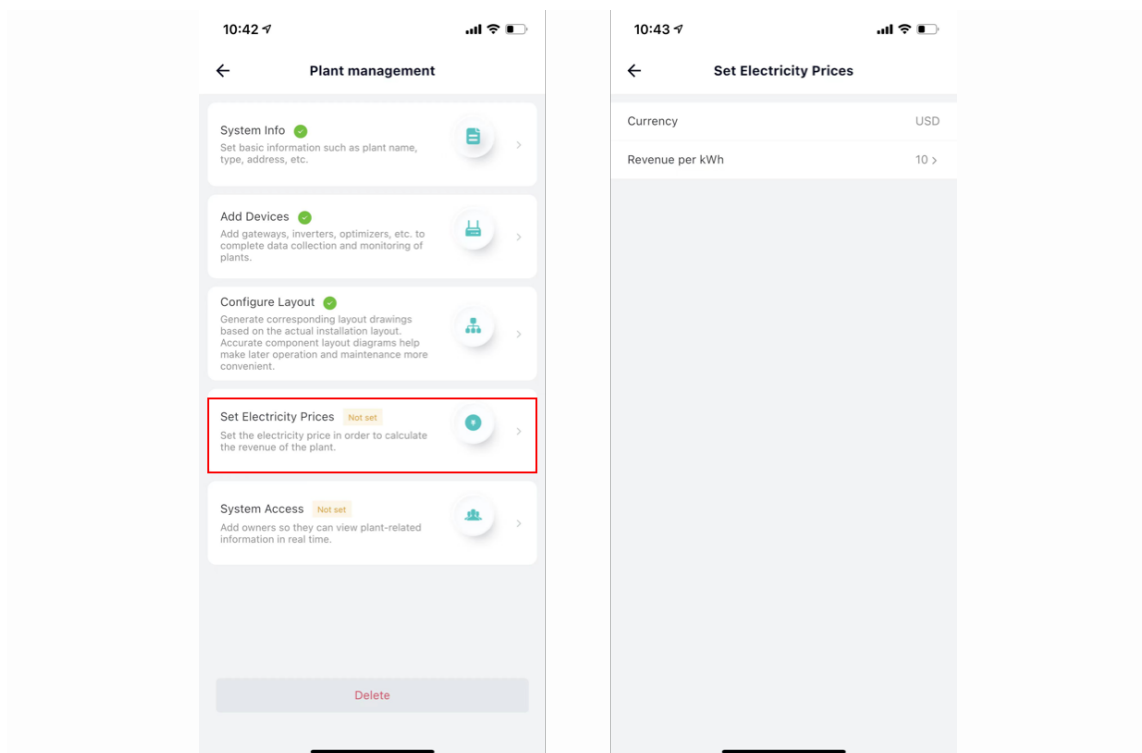 10:42
Plant management
System Info
Set basic information such as plant name,
type, address, etc.
Add Devices
Add gateways, inverters, optimizers, etc. to
complete data collection and monitoring of
plants.
Configure Layout
Generate corresponding layout drawings
based on the actual installation layout.
Accurate component layout diagrams help
make later operation and maintenance more
convenient.
Set Electricity Prices Not set
Set the electricity price in order to calculate
the revenue of the plant.
System Access Not set
Add owners so they can view plant-related
information in real time.
Delete
10:43
Set Electricity Prices
Currency USD
Revenue per kWh 10